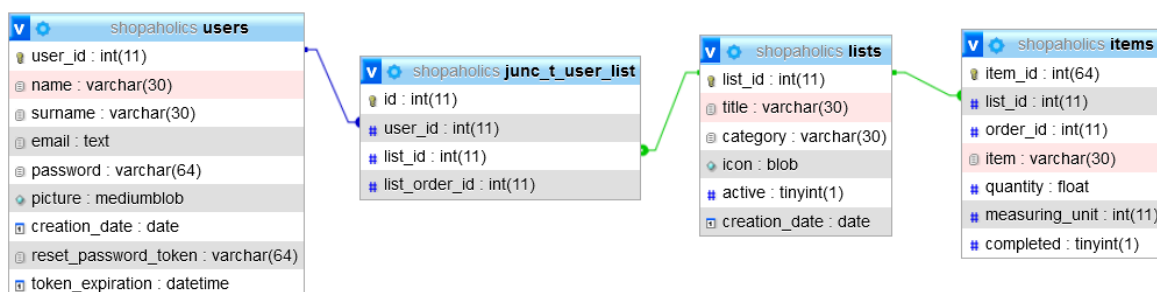 v shopaholics users
user_id : int(11)
name : varchar(30)
surname : varchar(30)
email : text
password : varchar(64)
picture : mediumblob
creation_date : date
reset_password_token : varchar(64)
token_expiration : datetime
v shopaholics junc_t_user_list
id : int(11)
# user_id : int(11)
# list_id : int(11)
# list_order_id : int(11)
v shopaholics lists
list_id : int(11)
title : varchar(30)
category : varchar(30)
icon : blob
# active : tinyint(1)
creation_date : date
v shopaholics items
item_id : int(64)
# list_id : int(11)
# order_id : int(11)
item : varchar(30)
# quantity : float
# measuring_unit : int(11)
# completed : tinyint(1)